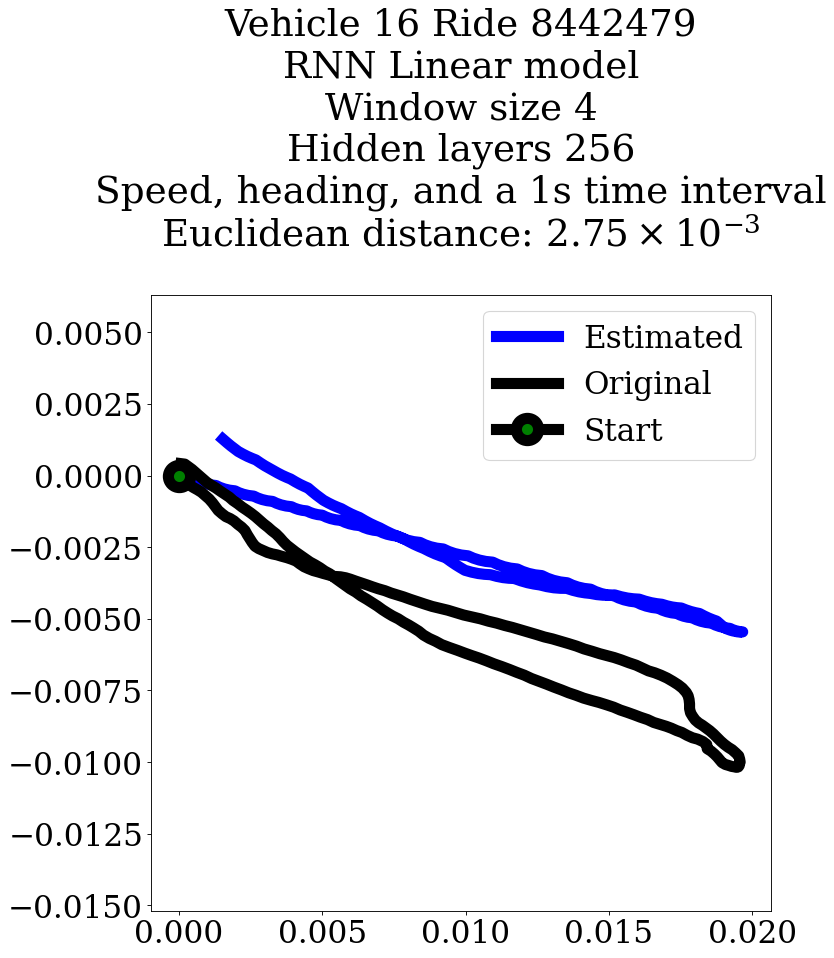 Vehicle 16 Ride 8442479
RNN Linear model
Window size 4
Hidden layers 256
Speed, heading, and a 1s time interval
Euclidean distance: 2.75 × 10⁻³
Estimated
Original
Start
0.0050
0.0025
0.0000
−0.0025
−0.0050
−0.0075
−0.0100
−0.0125
−0.0150
0.000 0.005 0.010 0.015 0.020